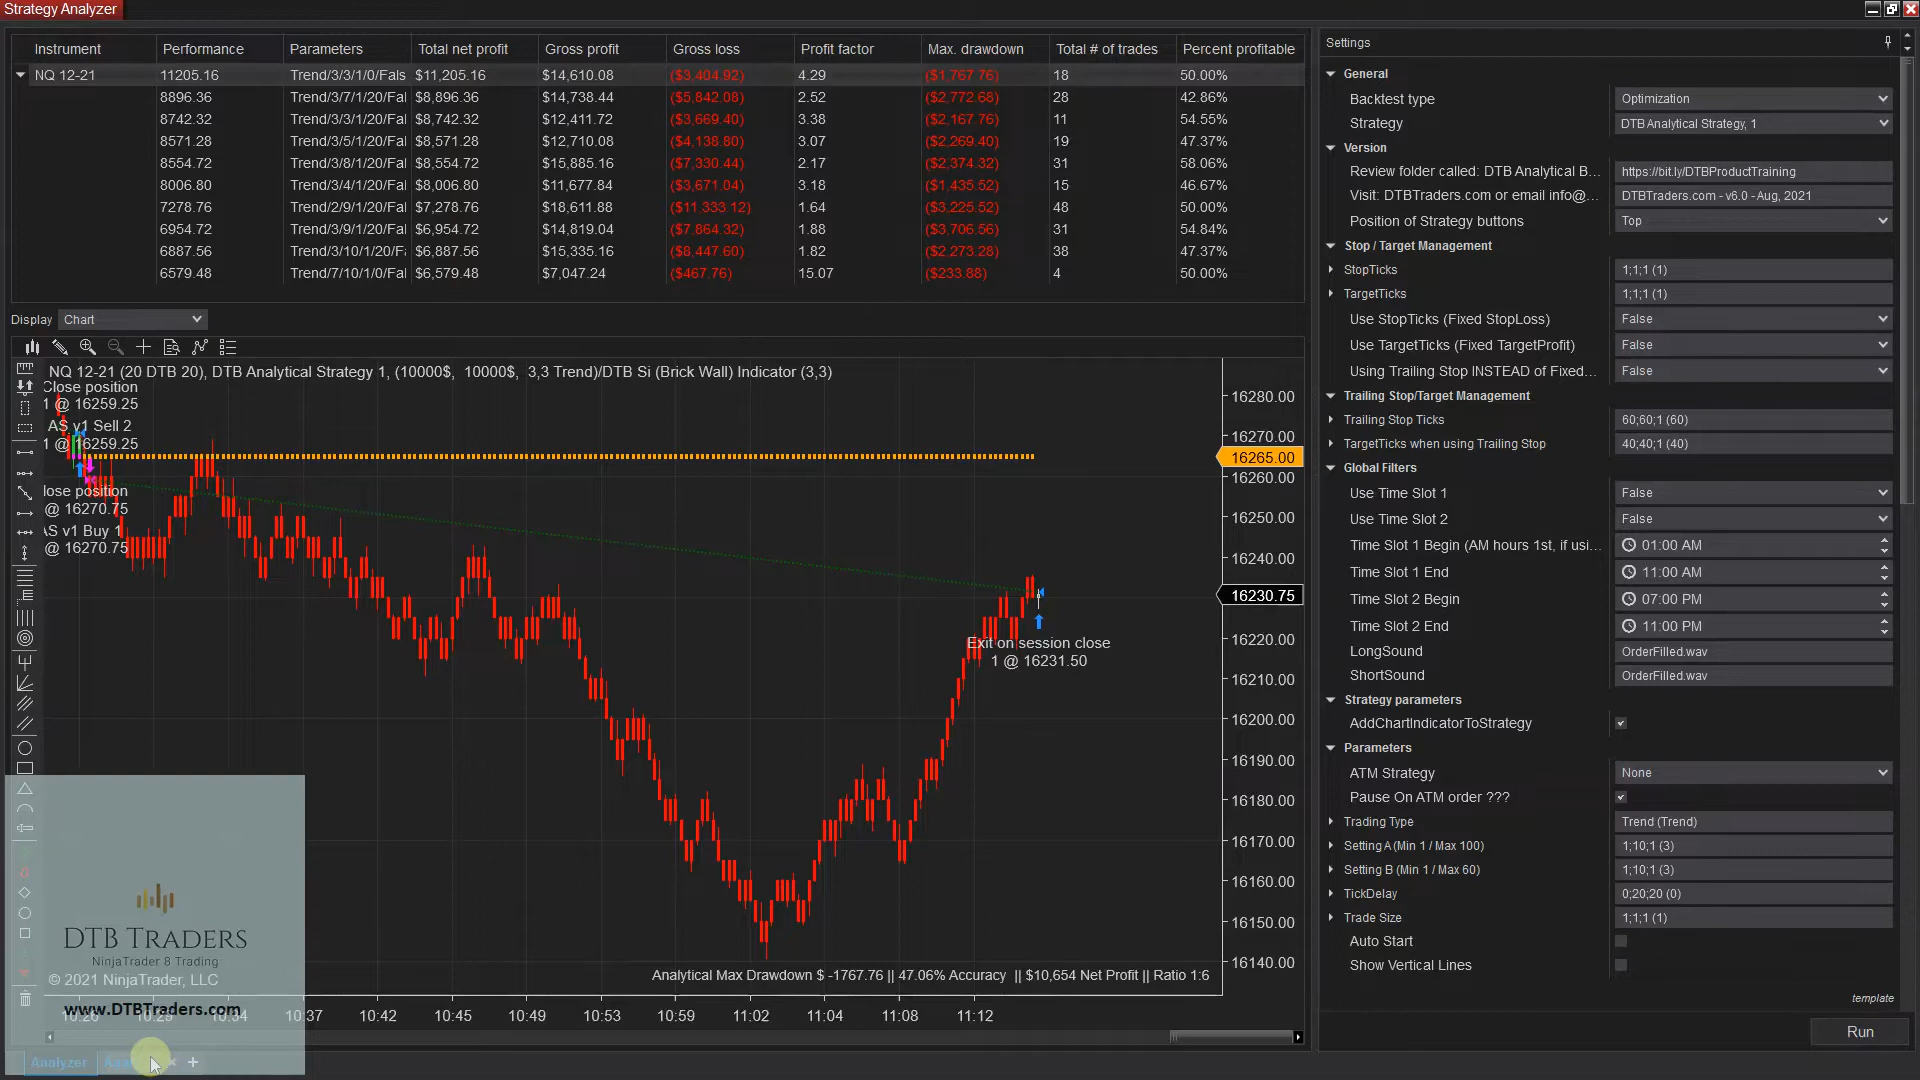 Strategy Analyzer
Instrument Performance Parameters Total net profit Gross profit Gross loss Profit factor Max. drawdown Total # of trades Percent profitable
NQ 12-21 11205.16 Trend/3/3/1/0/Fals $11,205.16 $14,610.08 ($3,404.92) 4.29 ($1,767.76) 18 50.00%
8896.36 Trend/3/7/1/20/Fal $8,896.36 $14,738.44 ($5,842.08) 2.52 ($2,772.68) 28 42.86%
8742.32 Trend/3/3/1/20/Fal $8,742.32 $12,411.72 ($3,669.40) 3.38 ($2,167.76) 11 54.55%
8571.28 Trend/3/5/1/20/Fal $8,571.28 $12,710.08 ($4,138.80) 3.07 ($2,269.40) 19 47.37%
8554.72 Trend/3/8/1/20/Fal $8,554.72 $15,885.16 ($7,330.44) 2.17 ($2,374.32) 31 58.06%
8006.80 Trend/3/4/1/20/Fal $8,006.80 $11,677.84 ($3,671.04) 3.18 ($1,435.52) 15 46.67%
7278.76 Trend/2/9/1/20/Fal $7,278.76 $18,611.88 ($11,333.12) 1.64 ($3,225.52) 48 50.00%
6954.72 Trend/3/9/1/20/Fal $6,954.72 $14,819.04 ($7,864.32) 1.88 ($3,706.56) 31 54.84%
6887.56 Trend/3/10/1/20/Fa $6,887.56 $15,335.16 ($8,447.60) 1.82 ($2,273.28) 38 47.37%
6579.48 Trend/7/10/1/0/Fal $6,579.48 $7,047.24 ($467.76) 15.07 ($233.88) 4 50.00%
Display Chart
NQ 12-21 (20 DTB 20), DTB Analytical Strategy 1, (10000$, 10000$, 3,3 Trend)/DTB Si (Brick Wall) Indicator (3,3)
Close position
1 @ 16259.25
AS v1 Sell 2
1 @ 16259.25
lose position
@ 16270.75
AS v1 Buy 1
@ 16270.75
Exit on session close
1 @ 16231.50
16280.00
16270.00
16265.00
16260.00
16250.00
16240.00
16230.75
16220.00
16210.00
16200.00
16190.00
16180.00
16170.00
16160.00
16150.00
16140.00
Analytical Max Drawdown $ -1767.76 || 47.06% Accuracy || $10,654 Net Profit || Ratio 1:6
DTB TRADERS
NinjaTrader 8 Trading
© 2021 NinjaTrader, LLC
www.DTBTraders.com
10:26 10:29 10:34 10:37 10:42 10:45 10:49 10:53 10:59 11:02 11:04 11:08 11:12
Analyzer +
Settings
General
Backtest type Optimization
Strategy DTB Analytical Strategy, 1
Version
Review folder called: DTB Analytical B... https://bit.ly/DTBProductTraining
Visit: DTBTraders.com or email info@... DTBTraders.com - v6.0 - Aug, 2021
Position of Strategy buttons Top
Stop / Target Management
StopTicks 1;1;1 (1)
TargetTicks 1;1;1 (1)
Use StopTicks (Fixed StopLoss) False
Use TargetTicks (Fixed TargetProfit) False
Using Trailing Stop INSTEAD of Fixed... False
Trailing Stop/Target Management
Trailing Stop Ticks 60;60;1 (60)
TargetTicks when using Trailing Stop 40;40;1 (40)
Global Filters
Use Time Slot 1 False
Use Time Slot 2 False
Time Slot 1 Begin (AM hours 1st, if usi... 01:00 AM
Time Slot 1 End 11:00 AM
Time Slot 2 Begin 07:00 PM
Time Slot 2 End 11:00 PM
LongSound OrderFilled.wav
ShortSound OrderFilled.wav
Strategy parameters
AddChartIndicatorToStrategy
Parameters
ATM Strategy None
Pause On ATM order ???
Trading Type Trend (Trend)
Setting A (Min 1 / Max 100) 1;10;1 (3)
Setting B (Min 1 / Max 60) 1;10;1 (3)
TickDelay 0;20;20 (0)
Trade Size 1;1;1 (1)
Auto Start
Show Vertical Lines
template
Run